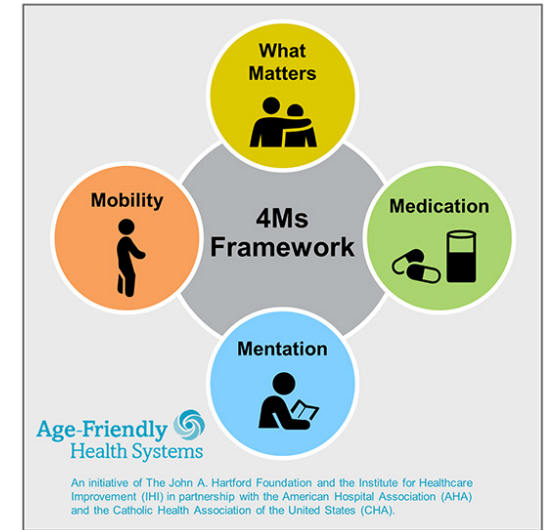 What
Matters
Mobility
4Ms
Framework
Medication
Mentation
Age-Friendly
Health Systems
An initiative of The John A. Hartford Foundation and the Institute for Healthcare
Improvement (IHI) in partnership with the American Hospital Association (AHA)
and the Catholic Health Association of the United States (CHA).